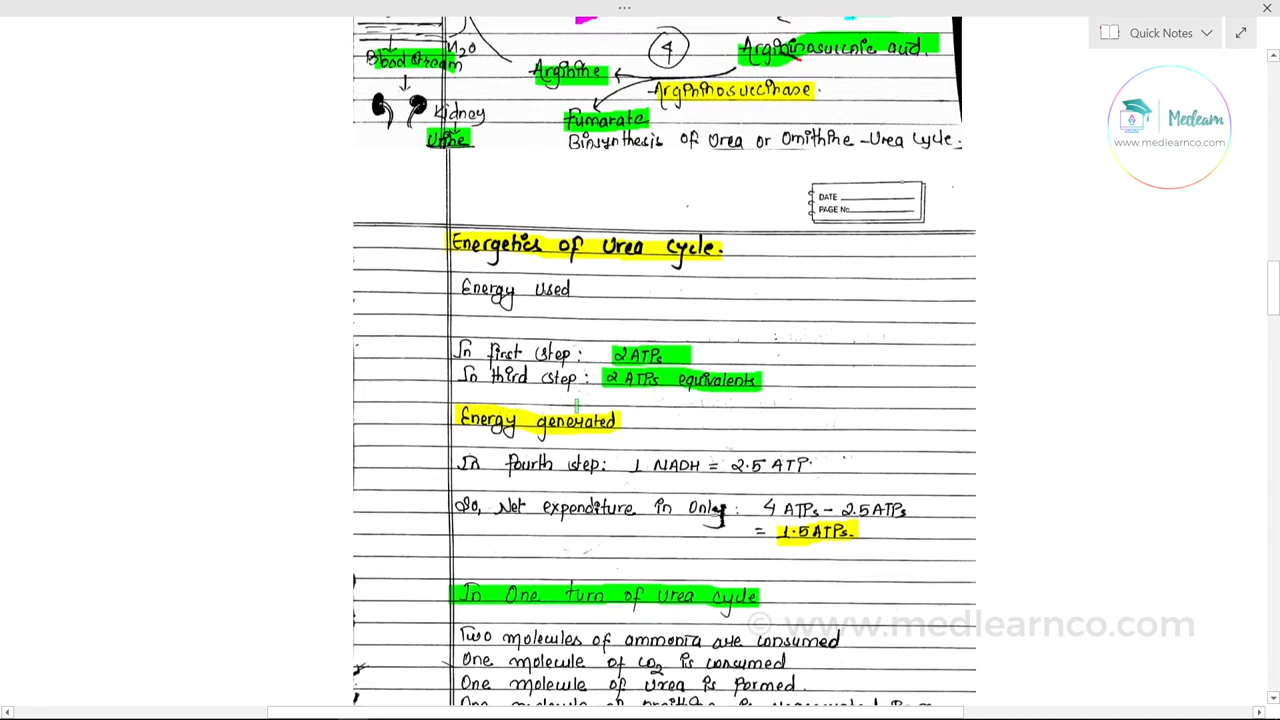 Quick Notes
Blood Stream
H2O
Kidney
Urine
4
Arginine
Argininosuccinase.
Fumarate
Biosynthesis of Urea or Ornithine-Urea Cycle.
Medlearn
www.medlearnco.com
DATE
PAGE No.
Energetics of Urea Cycle.
Energy Used
In first step: 2 ATPs
In third step: 2 ATPs equivalents
Energy generated
In fourth step: 1 NADH = 2.5 ATP.
So, Net expenditure in only: 4 ATPs - 2.5 ATPs
= 1.5 ATPs.
In One turn of Urea Cycle
© www.medlearnco.com
Two molecules of ammonia are consumed
One molecule of CO2 is consumed
One molecule of Urea is formed.